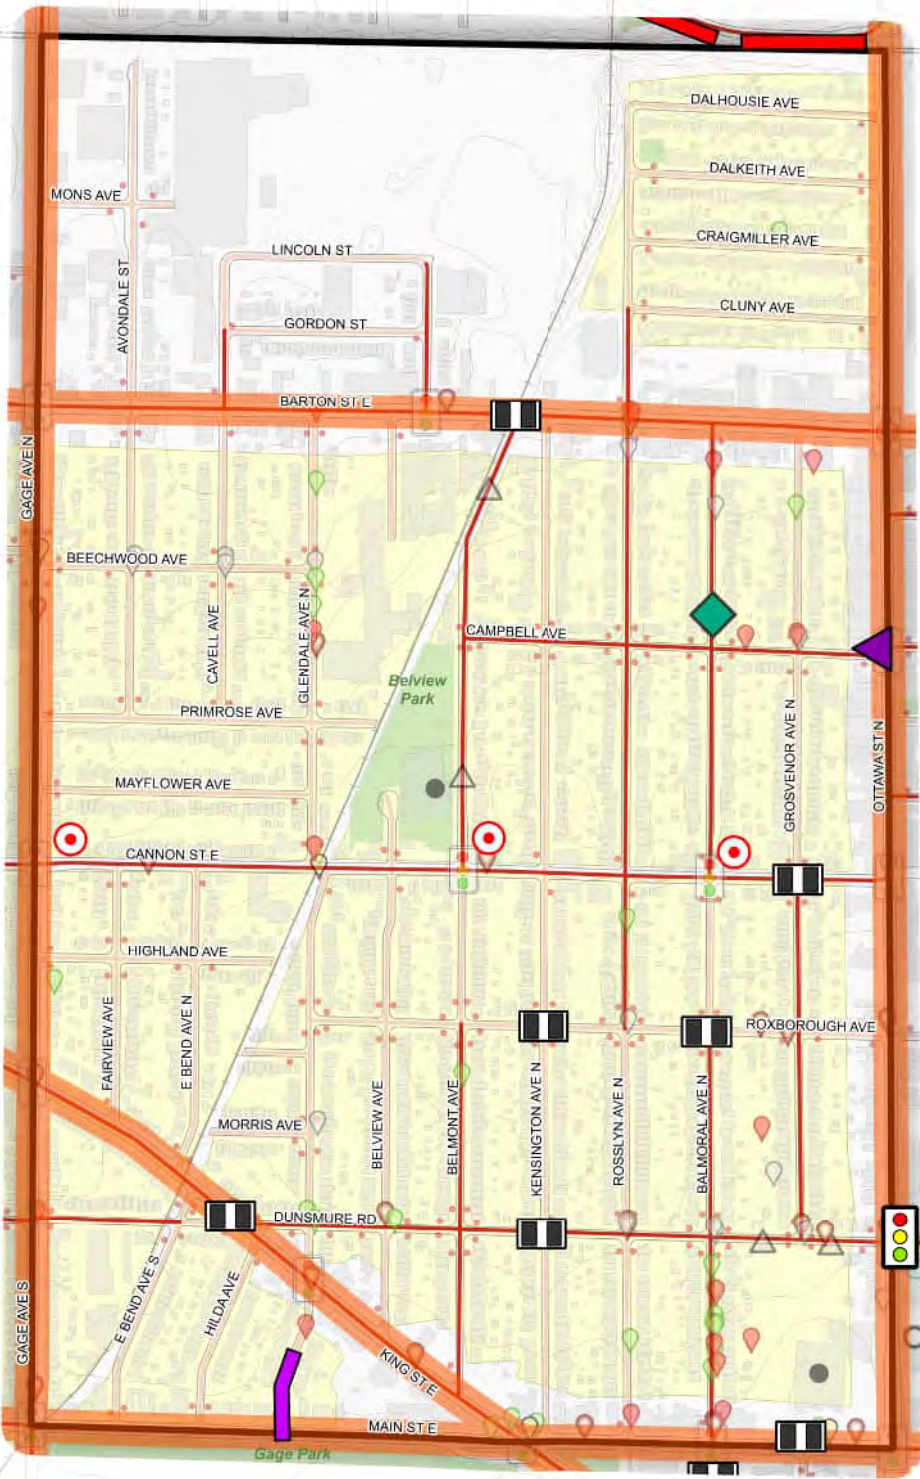 DALHOUSIE AVE
DALKEITH AVE
MONS AVE
CRAIGMILLER AVE
LINCOLN ST
AVONDALE ST
CLUNY AVE
GORDON ST
BARTON ST E
GAGE AVE N
BEECHWOOD AVE
CAVELL AVE
GLENDALE AVE N
CAMPBELL AVE
Belview
Park
PRIMROSE AVE
GROSVENOR AVE N
OTTAWA ST N
MAYFLOWER AVE
CANNON ST E
HIGHLAND AVE
FAIRVIEW AVE
E BEND AVE N
ROXBOROUGH AVE
BELVIEW AVE
BELMONT AVE
KENSINGTON AVE N
ROSSLYN AVE N
BALMORAL AVE N
MORRIS AVE
DUNSMURE RD
GAGE AVE S
E BEND AVE S
HILDA AVE
KING ST E
MAIN ST E
Gage Park